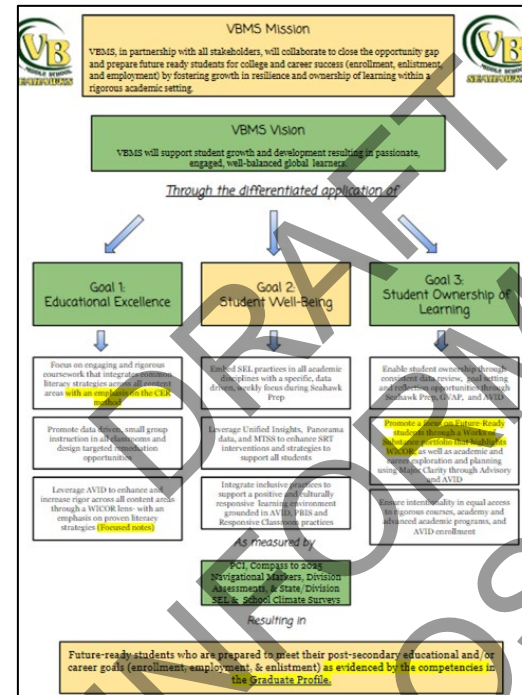 VBMS Mission
VBMS, in partnership with all stakeholders, will collaborate to close the opportunity gap
and prepare future ready students for college and career success (enrollment, enlistment,
and employment) by fostering growth in resilience and ownership of learning within a
rigorous academic setting.
VB
MIDDLE SCHOOL
SEAHAWKS
VB
MIDDLE SCHOOL
SEAHAWKS
VBMS Vision
VBMS will support student growth and development resulting in passionate,
engaged, well-balanced global learners.
Through the differentiated application of
Goal 1:
Educational Excellence
Goal 2:
Student Well-Being
Goal 3:
Student Ownership of
Learning
Focus on engaging and rigorous
coursework that integrates common
literacy strategies across all content
areas with an emphasis on the CER
method
Embed SEL practices in all academic
disciplines with a specific, data
driven, weekly focus during Seahawk
Prep
Enable student ownership through
consistent data review, goal setting
and reflection opportunities through
Seahawk Prep, GVAP, and AVID
Promote data driven, small group
instruction in all classrooms and
design targeted remediation
opportunities
Leverage Unified Insights, Panorama
data, and MTSS to enhance SRT
interventions and strategies to
support all students
Promote a focus on Future-Ready
students through a Works of
Substance portfolio that highlights
WICOR, as well as academic and
career exploration and planning
using Major Clarity through Advisory
and AVID
Leverage AVID to enhance and
increase rigor across all content areas
through a WICOR lens- with an
emphasis on proven literacy
strategies (Focused notes)
Integrate inclusive practices to
support a positive and culturally
responsive learning environment
grounded in AVID, PBIS and
Responsive Classroom practices
Ensure intentionality in equal access
to rigorous courses, academy and
advanced academic programs, and
AVID enrollment
As measured by
PCI, Compass to 2025
Navigational Markers, Division
Assessments, & State/Division
SEL & School Climate Surveys
Resulting in
Future-ready students who are prepared to meet their post-secondary educational and/or
career goals (enrollment, employment, & enlistment) as evidenced by the competencies in
the Graduate Profile.
DRAFT